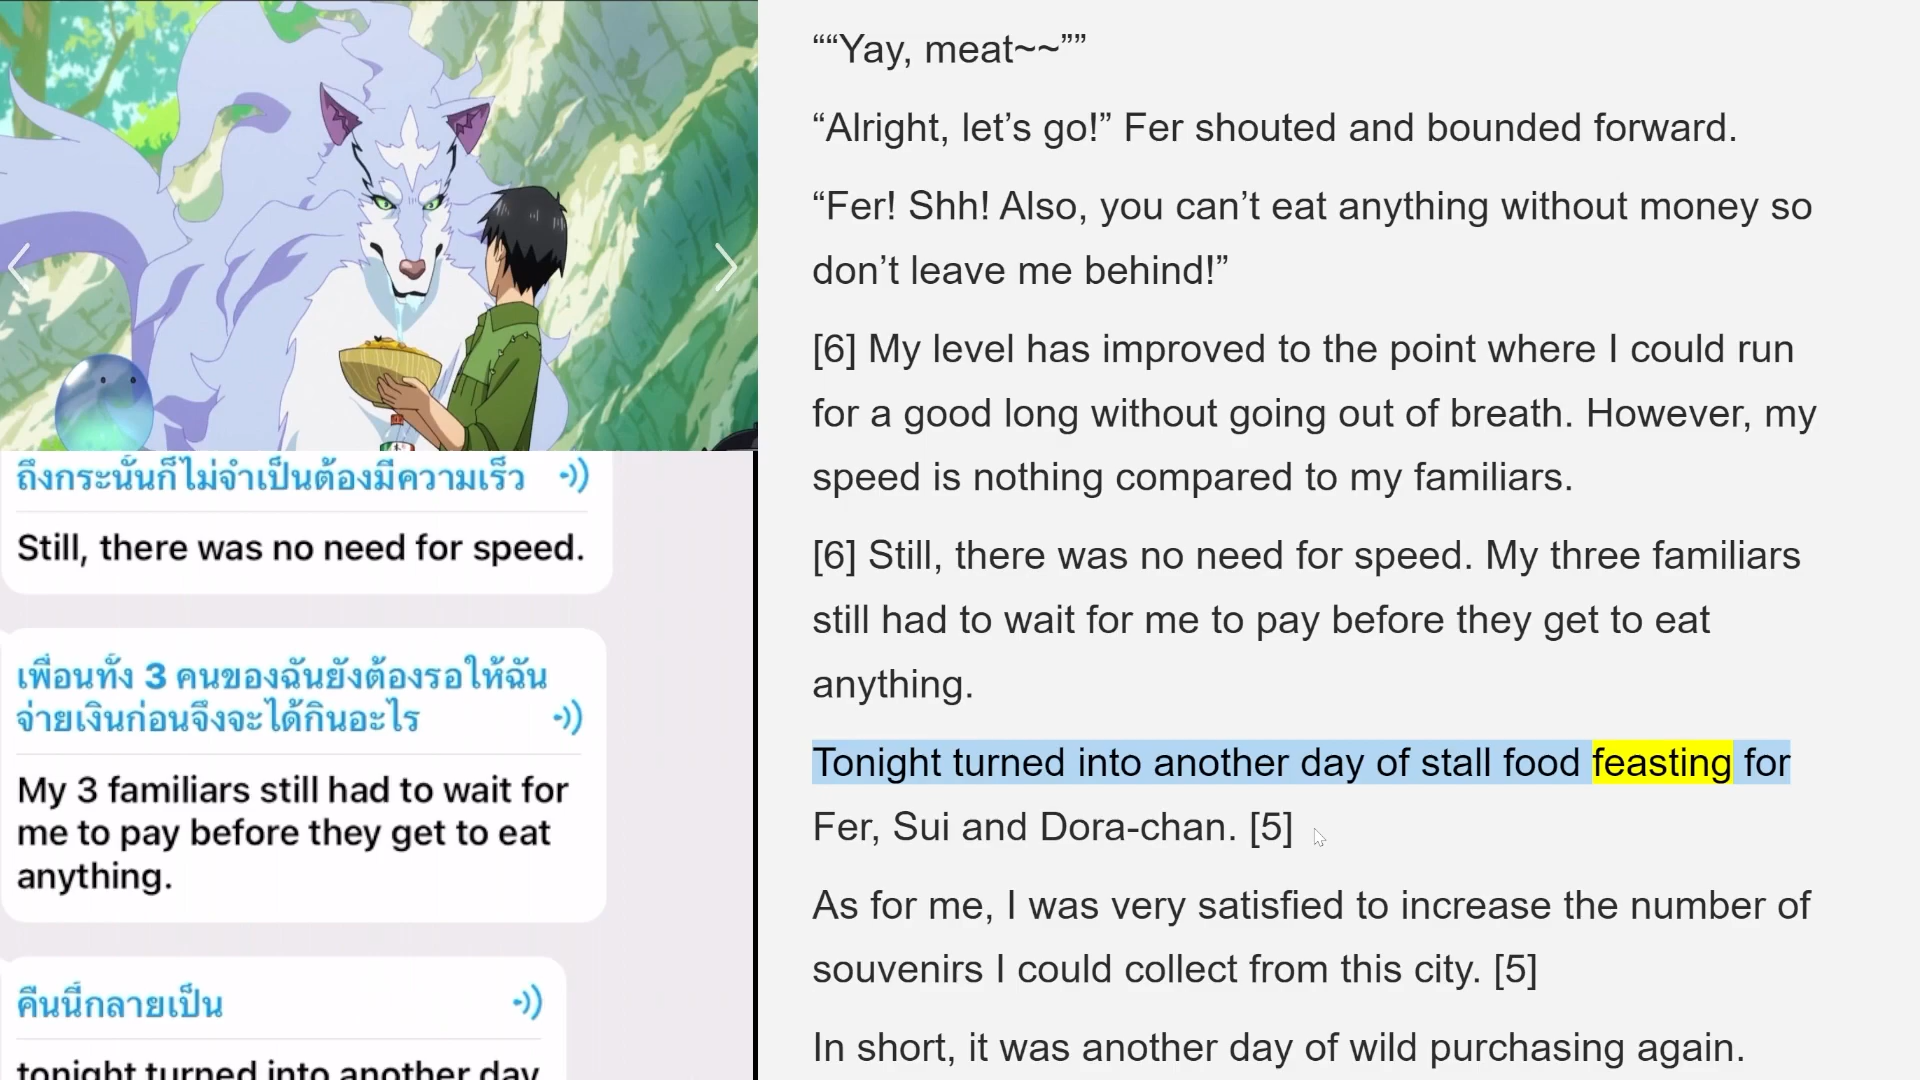 ถึงกระนั้นก็ไม่จำเป็นต้องมีความเร็ว
Still, there was no need for speed.
เพื่อนทั้ง 3 คนของฉันยังต้องรอให้ฉัน
จ่ายเงินก่อนจึงจะได้กินอะไร
My 3 familiars still had to wait for
me to pay before they get to eat
anything.
คืนนี้กลายเป็น
tonight turned into another day
““Yay, meat~~””
“Alright, let’s go!” Fer shouted and bounded forward.
“Fer! Shh! Also, you can’t eat anything without money so
don’t leave me behind!”
[6] My level has improved to the point where I could run
for a good long without going out of breath. However, my
speed is nothing compared to my familiars.
[6] Still, there was no need for speed. My three familiars
still had to wait for me to pay before they get to eat
anything.
Tonight turned into another day of stall food feasting for
Fer, Sui and Dora-chan. [5]
As for me, I was very satisfied to increase the number of
souvenirs I could collect from this city. [5]
In short, it was another day of wild purchasing again.